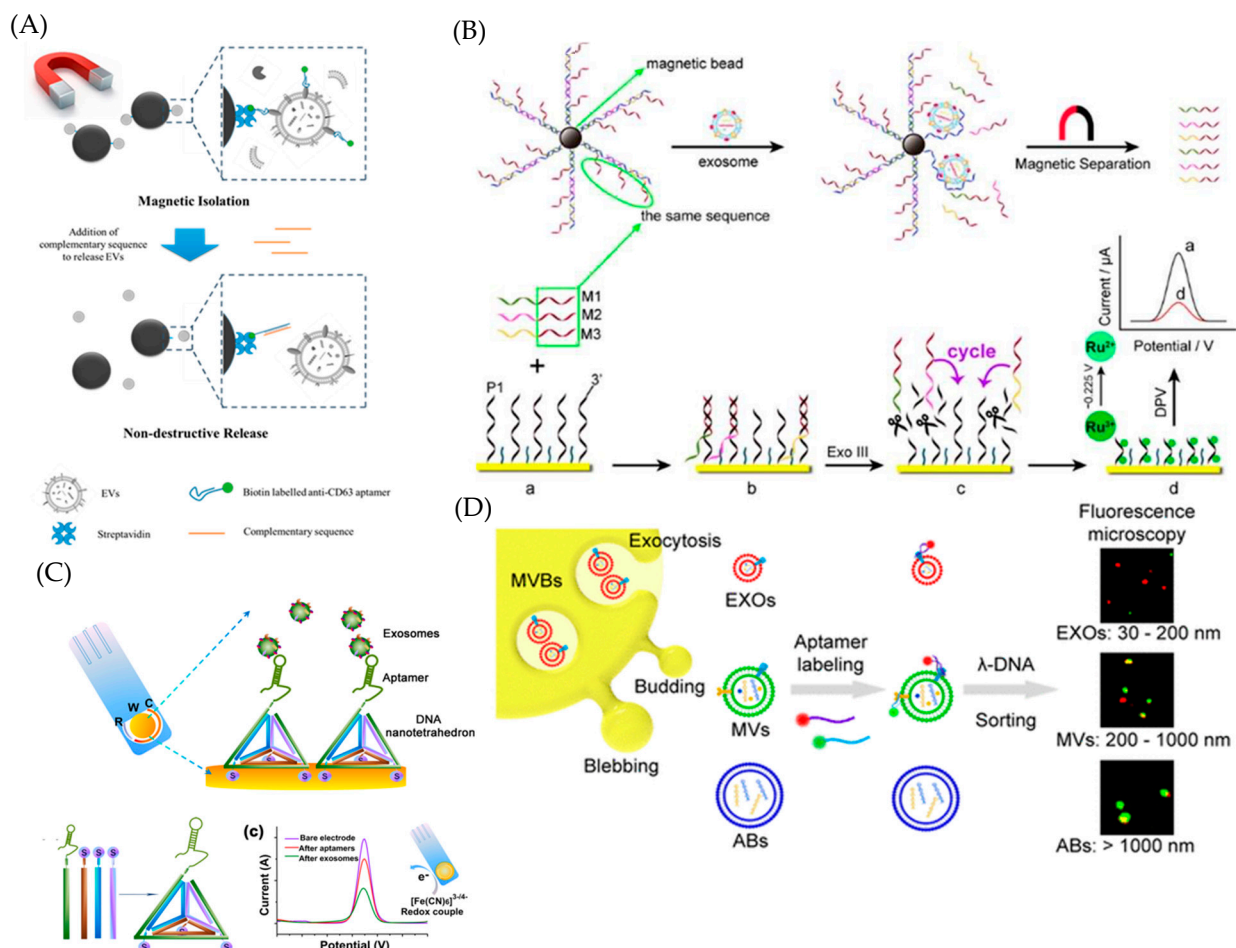 (A)
Magnetic Isolation
Addition of
complementary sequence
to release EVs
Non-destructive Release
EVs
Biotin labelled anti-CD63 aptamer
Streptavidin
Complementary sequence
(B)
magnetic bead
exosome
Magnetic Separation
the same sequence
M1
M2
M3
+
P1
3'
a
b
Exo III
cycle
c
Current / µA
a
d
Potential / V
Ru²⁺
−0.225 V
Ru³⁺
DPV
d
(C)
Exosomes
Aptamer
DNA
nanotetrahedron
R
W
C
S
S
S
S
S
S
S
S
S
(c)
Bare electrode
After aptamers
After exosomes
Current (A)
Potential (V)
e-
[Fe(CN)₆]³⁻/⁴⁻
Redox couple
(D)
Exocytosis
MVBs
Budding
Blebbing
EXOs
MVs
ABs
Aptamer
labeling
λ-DNA
Sorting
Fluorescence
microscopy
EXOs: 30 - 200 nm
MVs: 200 - 1000 nm
ABs: > 1000 nm